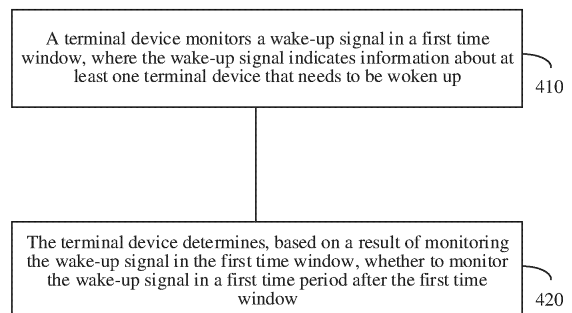 A terminal device monitors a wake-up signal in a first time
window, where the wake-up signal indicates information about at
least one terminal device that needs to be woken up
410
The terminal device determines, based on a result of monitoring
the wake-up signal in the first time window, whether to monitor
the wake-up signal in a first time period after the first time
window
420